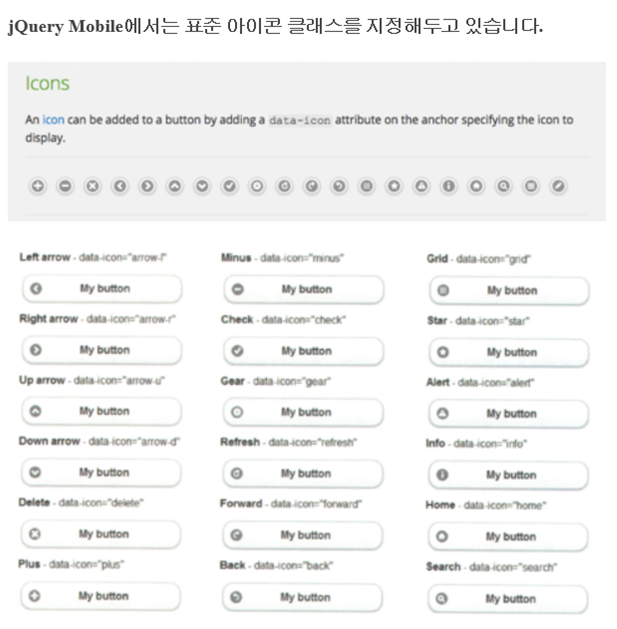 jQuery Mobile에서는 표준 아이콘 클래스를 지정해두고 있습니다.
Icons
An icon can be added to a button by adding a data-icon attribute on the anchor specifying the icon to
display.
Left arrow - data-icon="arrow-l"
My button
Right arrow - data-icon="arrow-r"
My button
Up arrow - data-icon="arrow-u"
My button
Down arrow - data-icon="arrow-d"
My button
Delete - data-icon="delete"
My button
Plus - data-icon="plus"
My button
Minus - data-icon="minus"
My button
Check - data-icon="check"
My button
Gear - data-icon="gear"
My button
Refresh - data-icon="refresh"
My button
Forward - data-icon="forward"
My button
Back - data-icon="back"
My button
Grid - data-icon="grid"
My button
Star - data-icon="star"
My button
Alert - data-icon="alert"
My button
Info - data-icon="info"
My button
Home - data-icon="home"
My button
Search - data-icon="search"
My button